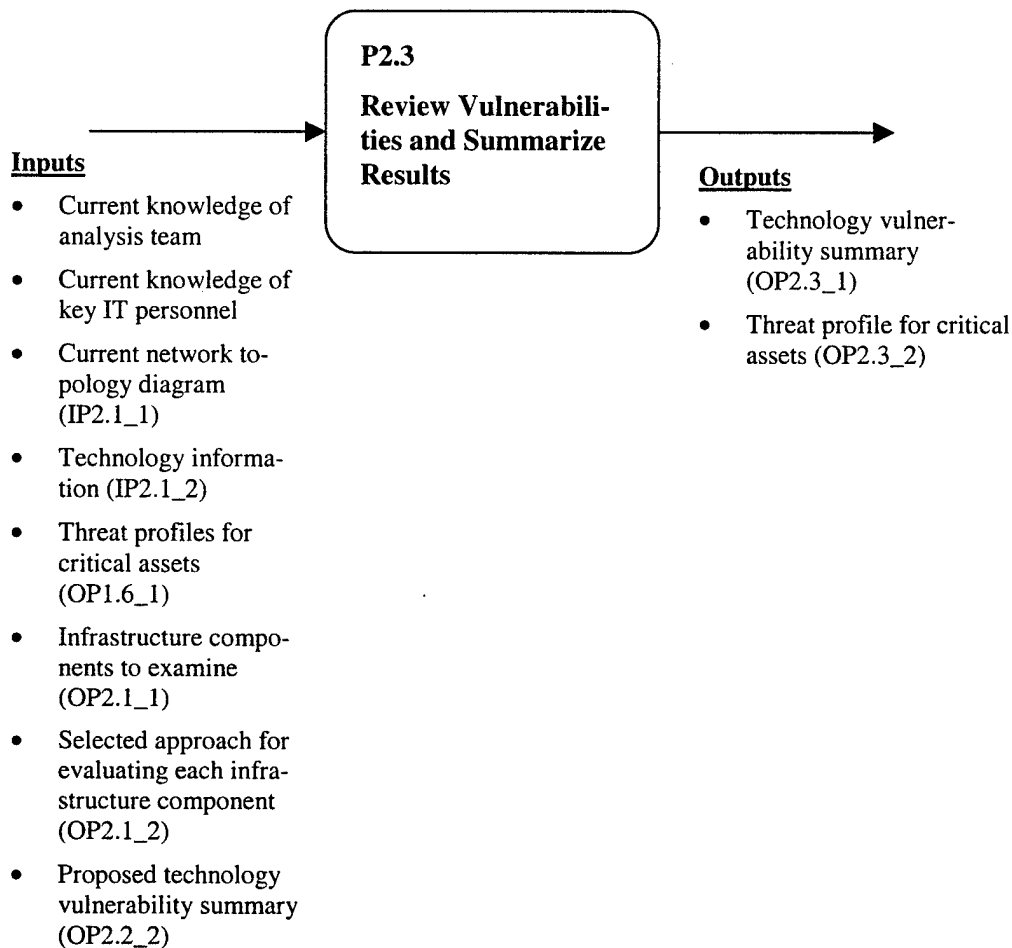 P2.3
Review Vulnerabili-
ties and Summarize
Results
Inputs
• Current knowledge of
analysis team
• Current knowledge of
key IT personnel
• Current network to-
pology diagram
(IP2.1_1)
• Technology informa-
tion (IP2.1_2)
• Threat profiles for
critical assets
(OP1.6_1)
• Infrastructure compo-
nents to examine
(OP2.1_1)
• Selected approach for
evaluating each infra-
structure component
(OP2.1_2)
• Proposed technology
vulnerability summary
(OP2.2_2)
Outputs
• Technology vulner-
ability summary
(OP2.3_1)
• Threat profile for critical
assets (OP2.3_2)